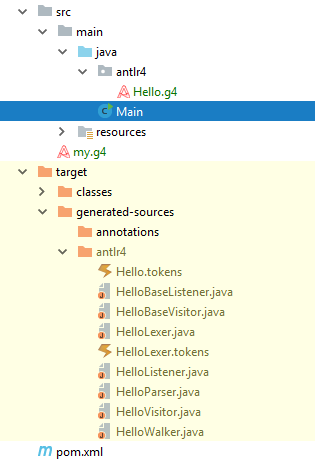 src
main
java
antlr4
Hello.g4
Main
resources
my.g4
target
classes
generated-sources
annotations
antlr4
Hello.tokens
HelloBaseListener.java
HelloBaseVisitor.java
HelloLexer.java
HelloLexer.tokens
HelloListener.java
HelloParser.java
HelloVisitor.java
HelloWalker.java
pom.xml